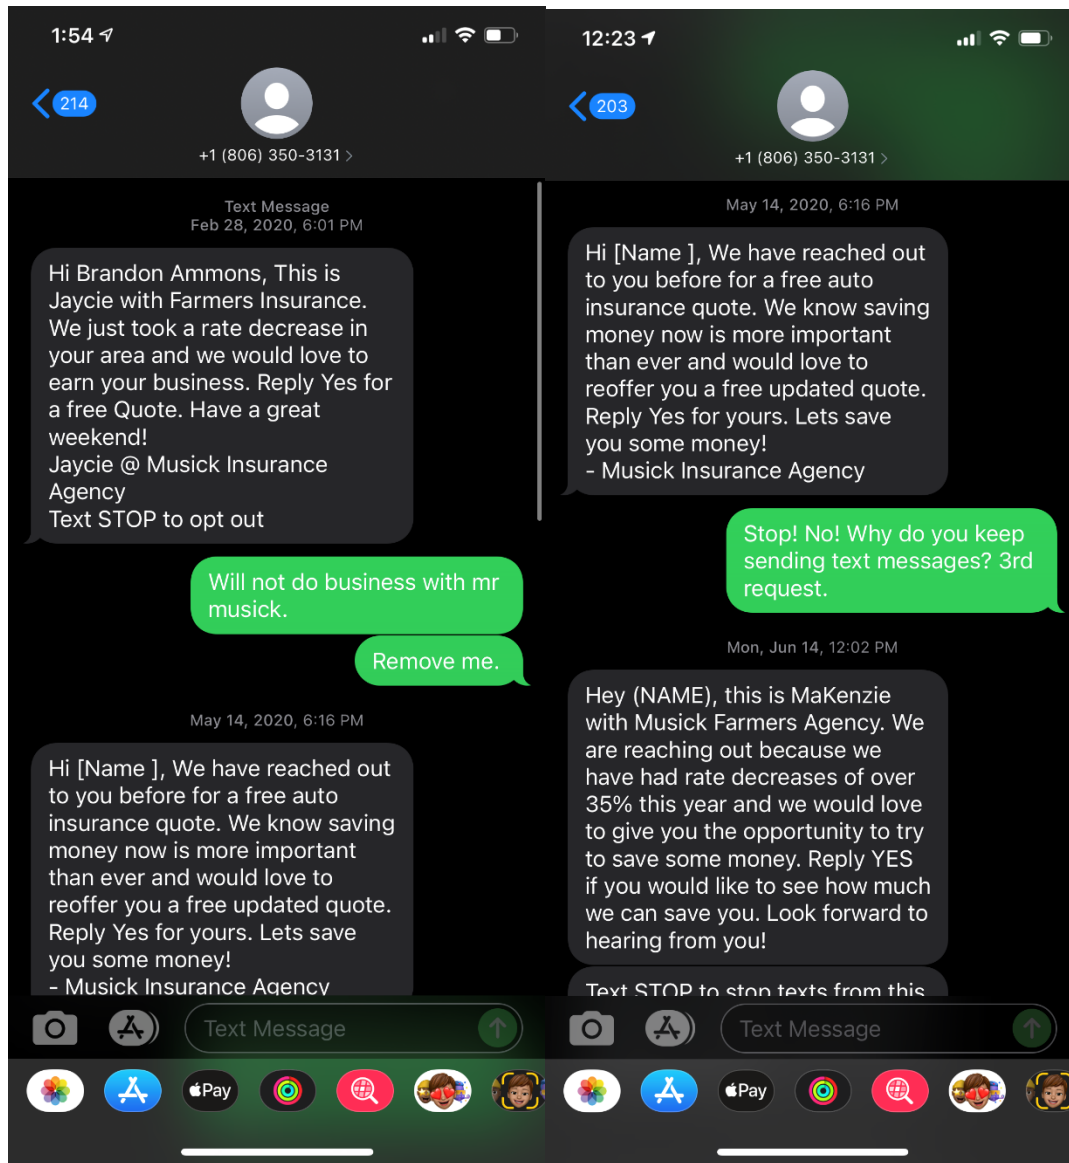 1:54
214
+1 (806) 350-3131
Text Message
Feb 28, 2020, 6:01 PM
Hi Brandon Ammons, This is
Jaycie with Farmers Insurance.
We just took a rate decrease in
your area and we would love to
earn your business. Reply Yes for
a free Quote. Have a great
weekend!
Jaycie @ Musick Insurance
Agency
Text STOP to opt out
Will not do business with mr
musick.
Remove me.
May 14, 2020, 6:16 PM
Hi [Name ], We have reached out
to you before for a free auto
insurance quote. We know saving
money now is more important
than ever and would love to
reoffer you a free updated quote.
Reply Yes for yours. Lets save
you some money!
- Musick Insurance Agency
Text Message
Pay
12:23
203
+1 (806) 350-3131
May 14, 2020, 6:16 PM
Hi [Name ], We have reached out
to you before for a free auto
insurance quote. We know saving
money now is more important
than ever and would love to
reoffer you a free updated quote.
Reply Yes for yours. Lets save
you some money!
- Musick Insurance Agency
Stop! No! Why do you keep
sending text messages? 3rd
request.
Mon, Jun 14, 12:02 PM
Hey (NAME), this is MaKenzie
with Musick Farmers Agency. We
are reaching out because we
have had rate decreases of over
35% this year and we would love
to give you the opportunity to try
to save some money. Reply YES
if you would like to see how much
we can save you. Look forward to
hearing from you!
Text STOP to stop texts from this
Text Message
Pay